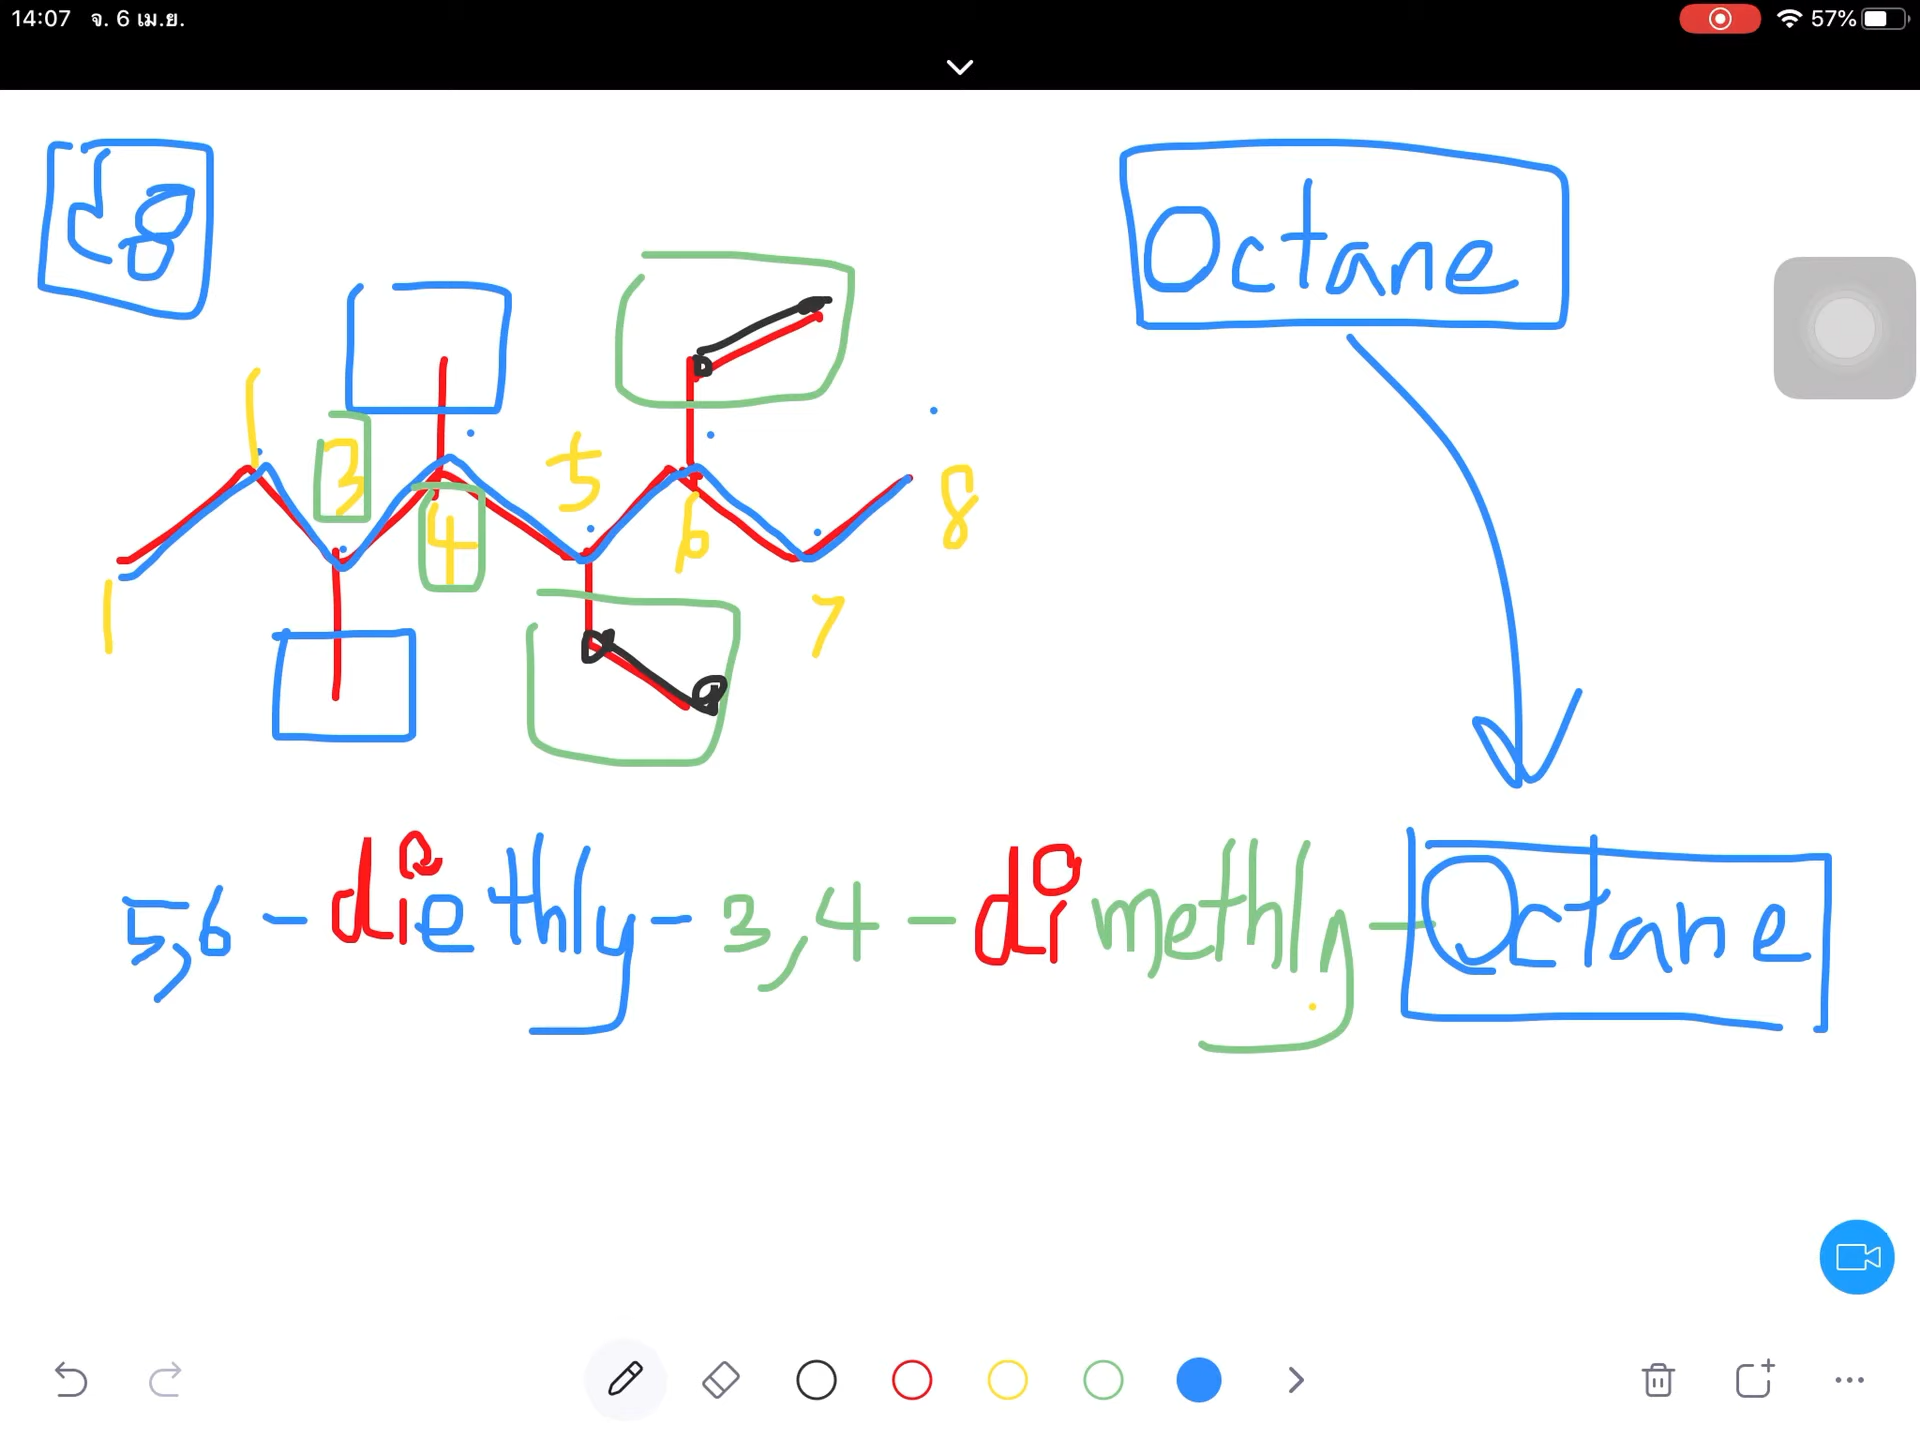 14:07 จ. 6 เม.ย. 57%
C8
Octane
1
3
4
5
6
7
8
5,6-diethly-3,4-dimethly-Octane